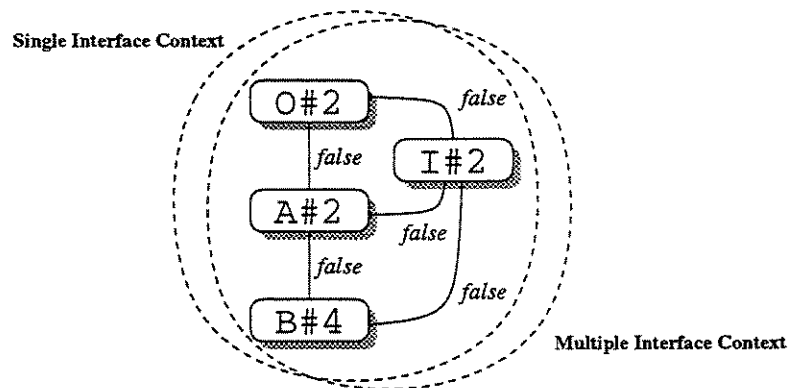 Single Interface Context
O#2
false
I#2
false
A#2
false
false
false
B#4
Multiple Interface Context